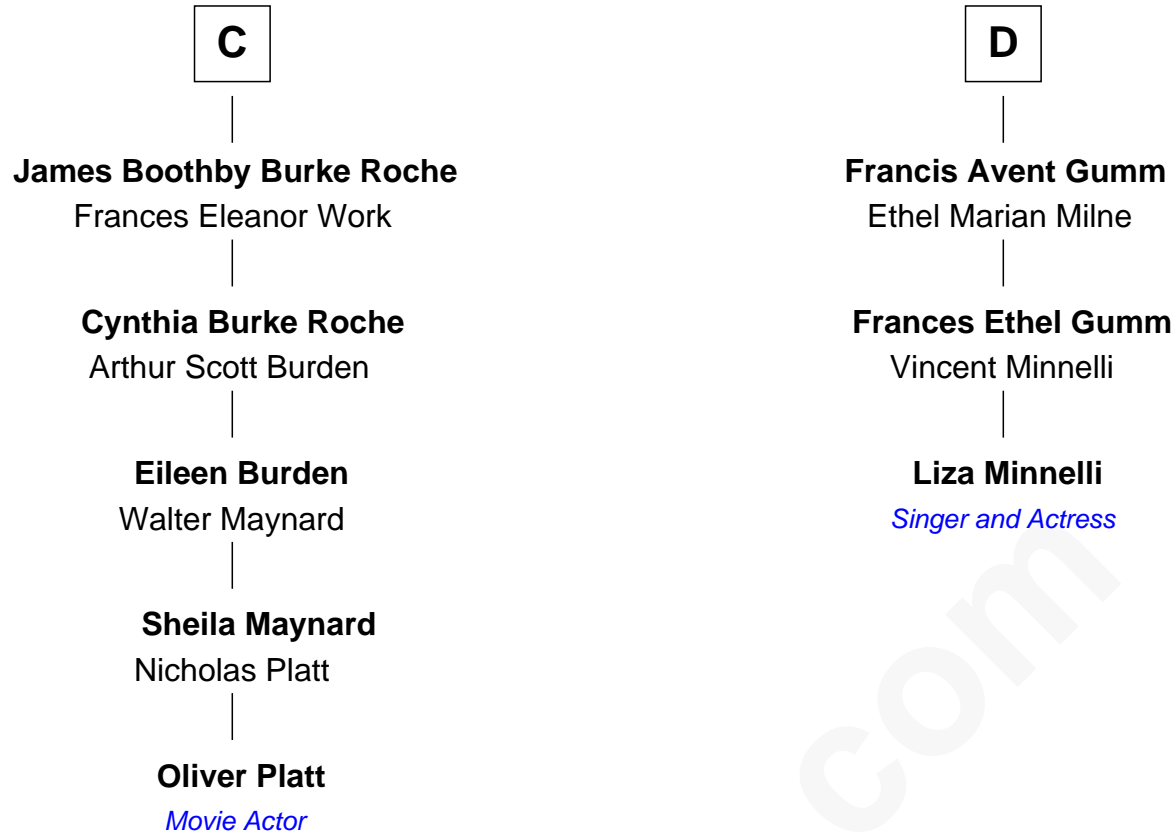 C
James Boothby Burke Roche
Frances Eleanor Work
Cynthia Burke Roche
Arthur Scott Burden
Eileen Burden
Walter Maynard
Sheila Maynard
Nicholas Platt
Oliver Platt
Movie Actor
D
Francis Avent Gumm
Ethel Marian Milne
Frances Ethel Gumm
Vincent Minnelli
Liza Minnelli
Singer and Actress
com